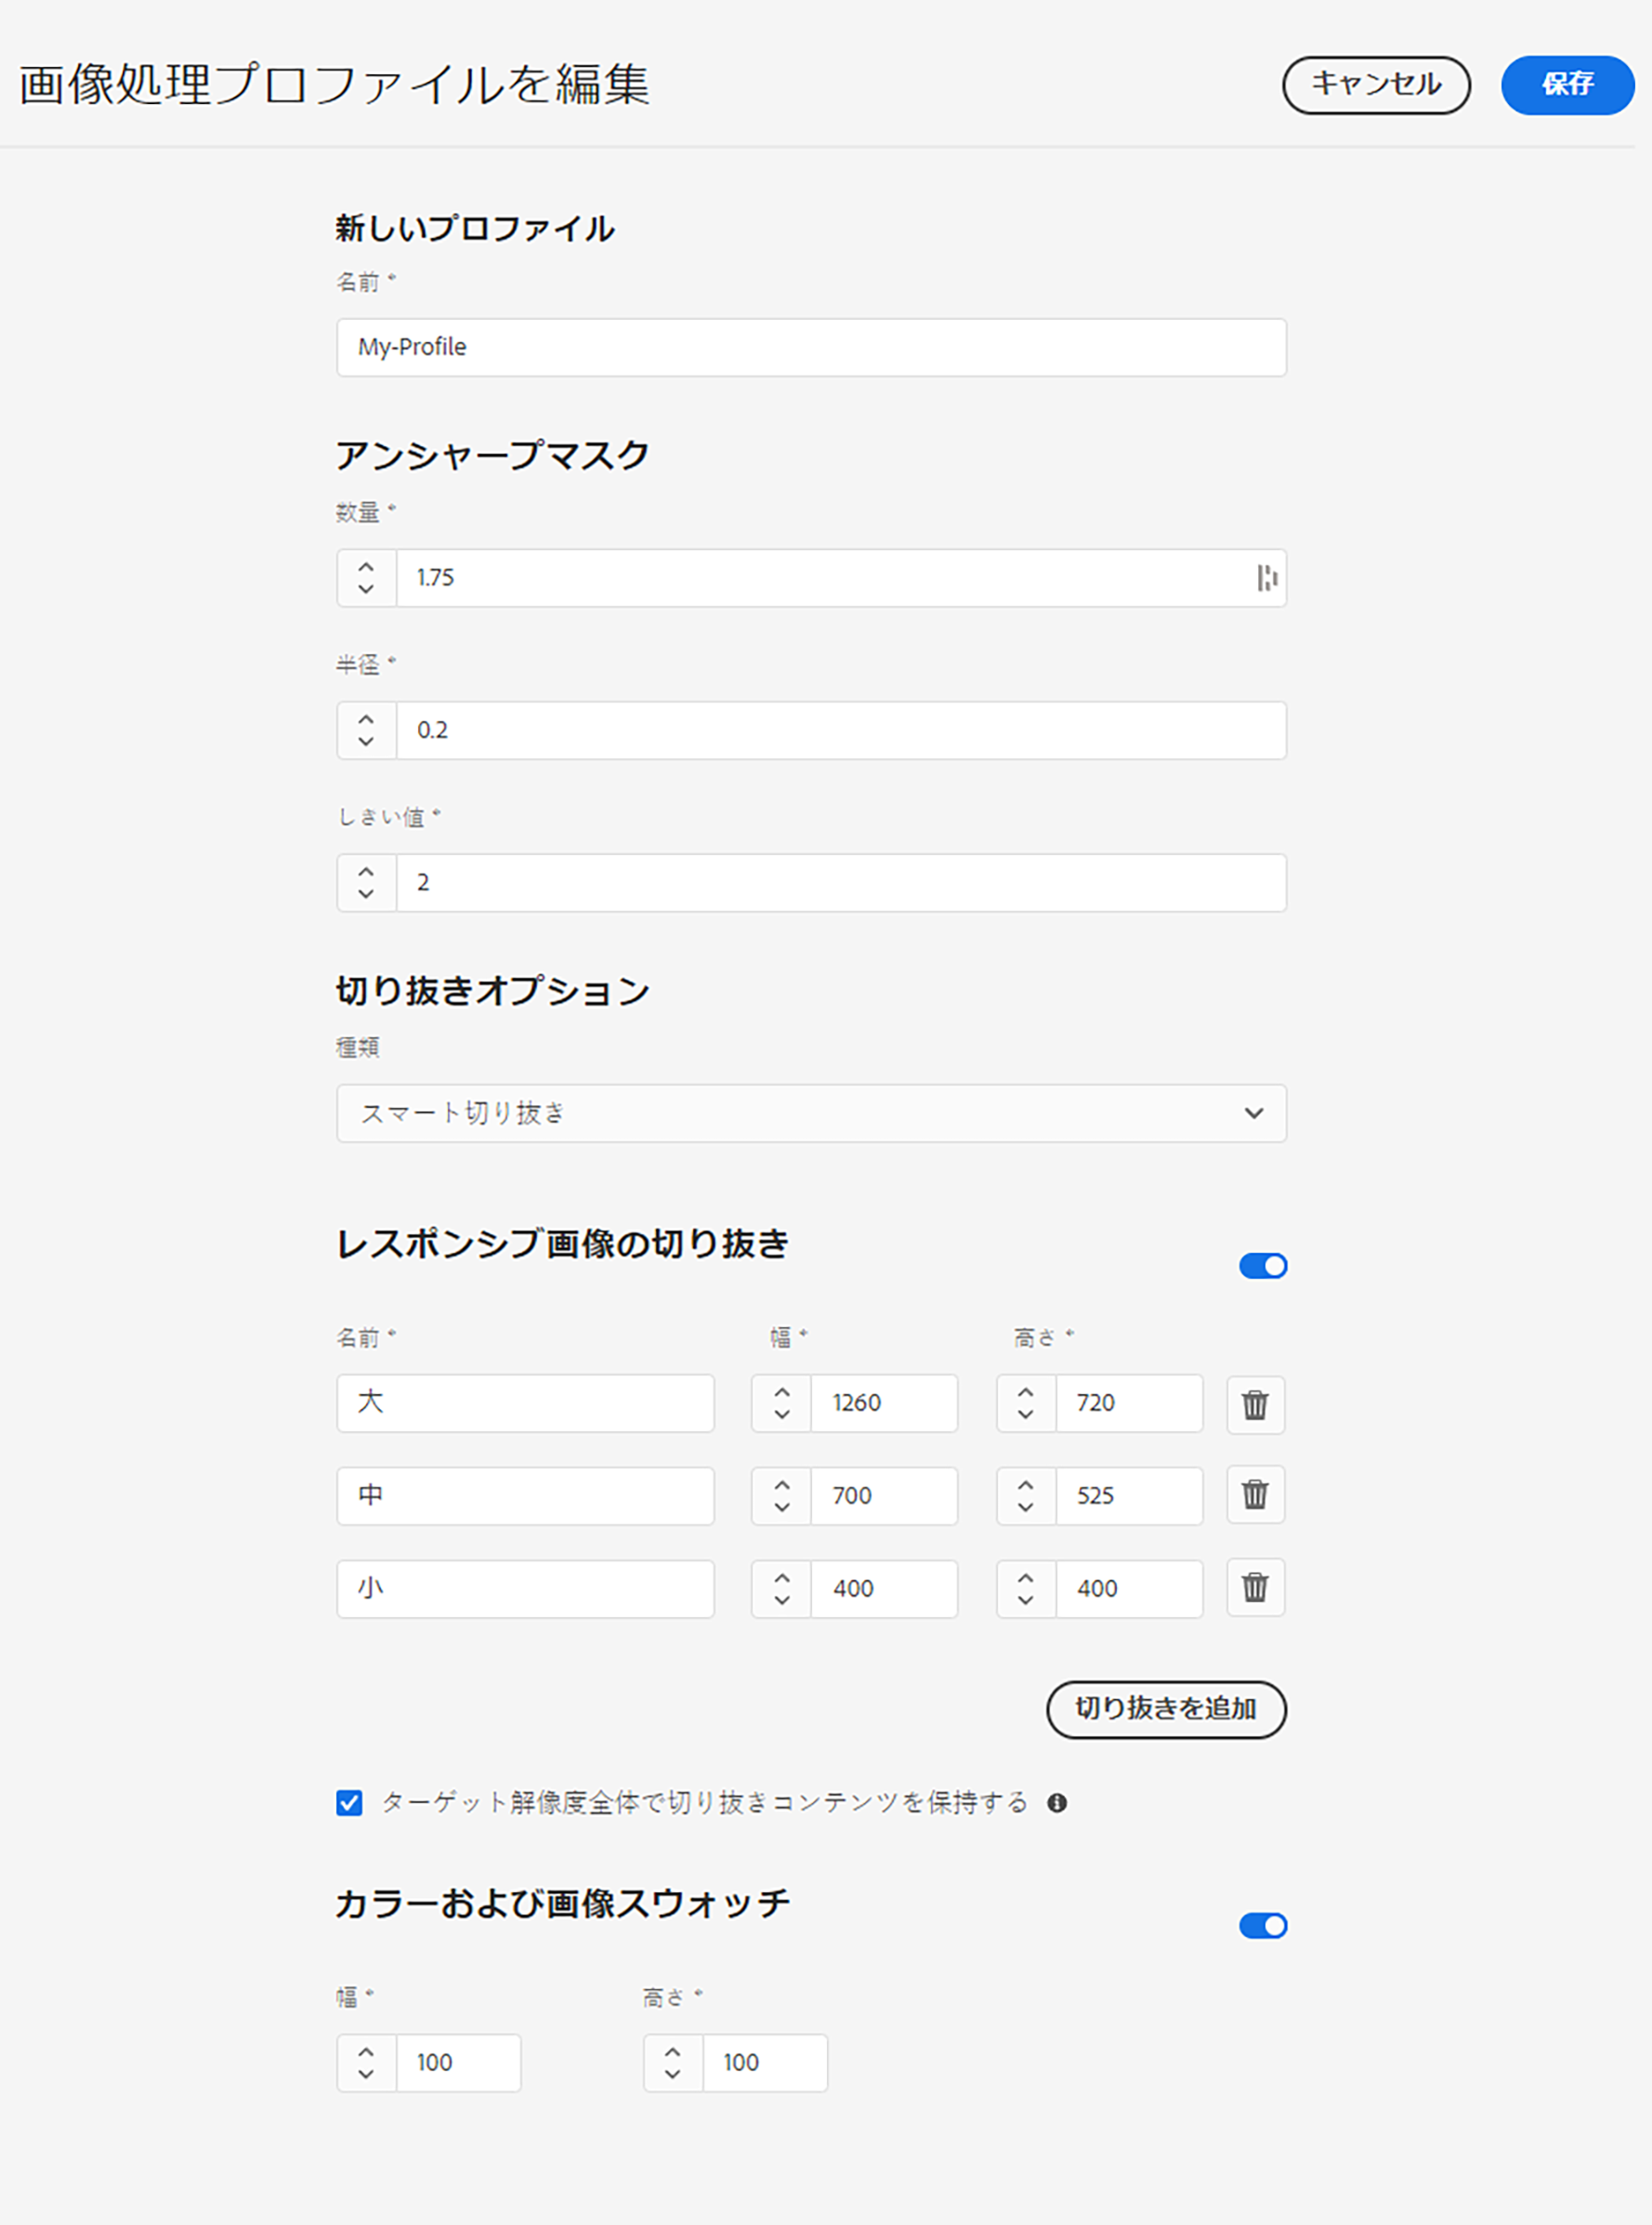 画像処理プロファイルを編集
キャンセル 保存
新しいプロファイル
名前 *
My-Profile
アンシャープマスク
数量 *
1.75
半径 *
0.2
しきい値 *
2
切り抜きオプション
種類
スマート切り抜き
レスポンシブ画像の切り抜き
名前 * 幅 * 高さ *
大 1260 720
中 700 525
小 400 400
切り抜きを追加
ターゲット解像度全体で切り抜きコンテンツを保持する
カラーおよび画像スウォッチ
幅 * 高さ *
100 100